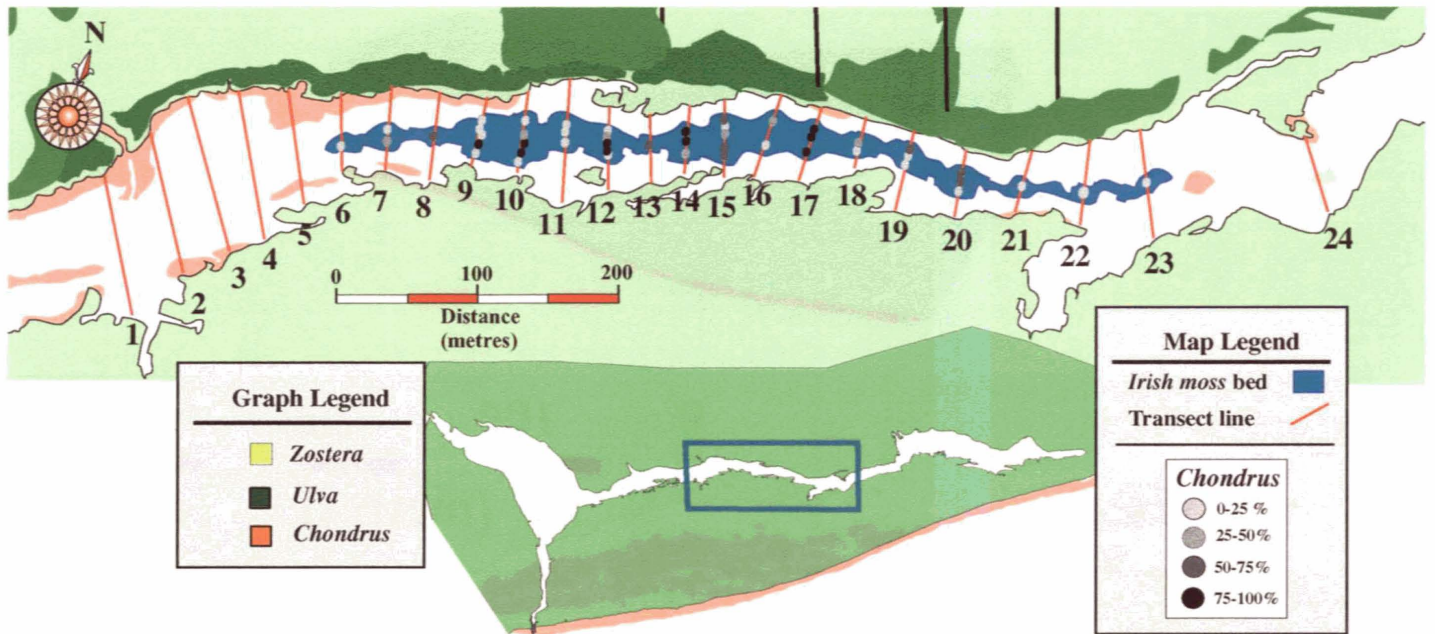 N
1
2
3
4
5
6
7
8
9
10
11
12
13
14
15
16
17
18
19
20
21
22
23
24
0 100 200
Distance
(metres)
Graph Legend
Zostera
Ulva
Chondrus
Map Legend
Irish moss bed
Transect line
Chondrus
0-25 %
25-50%
50-75%
75-100%